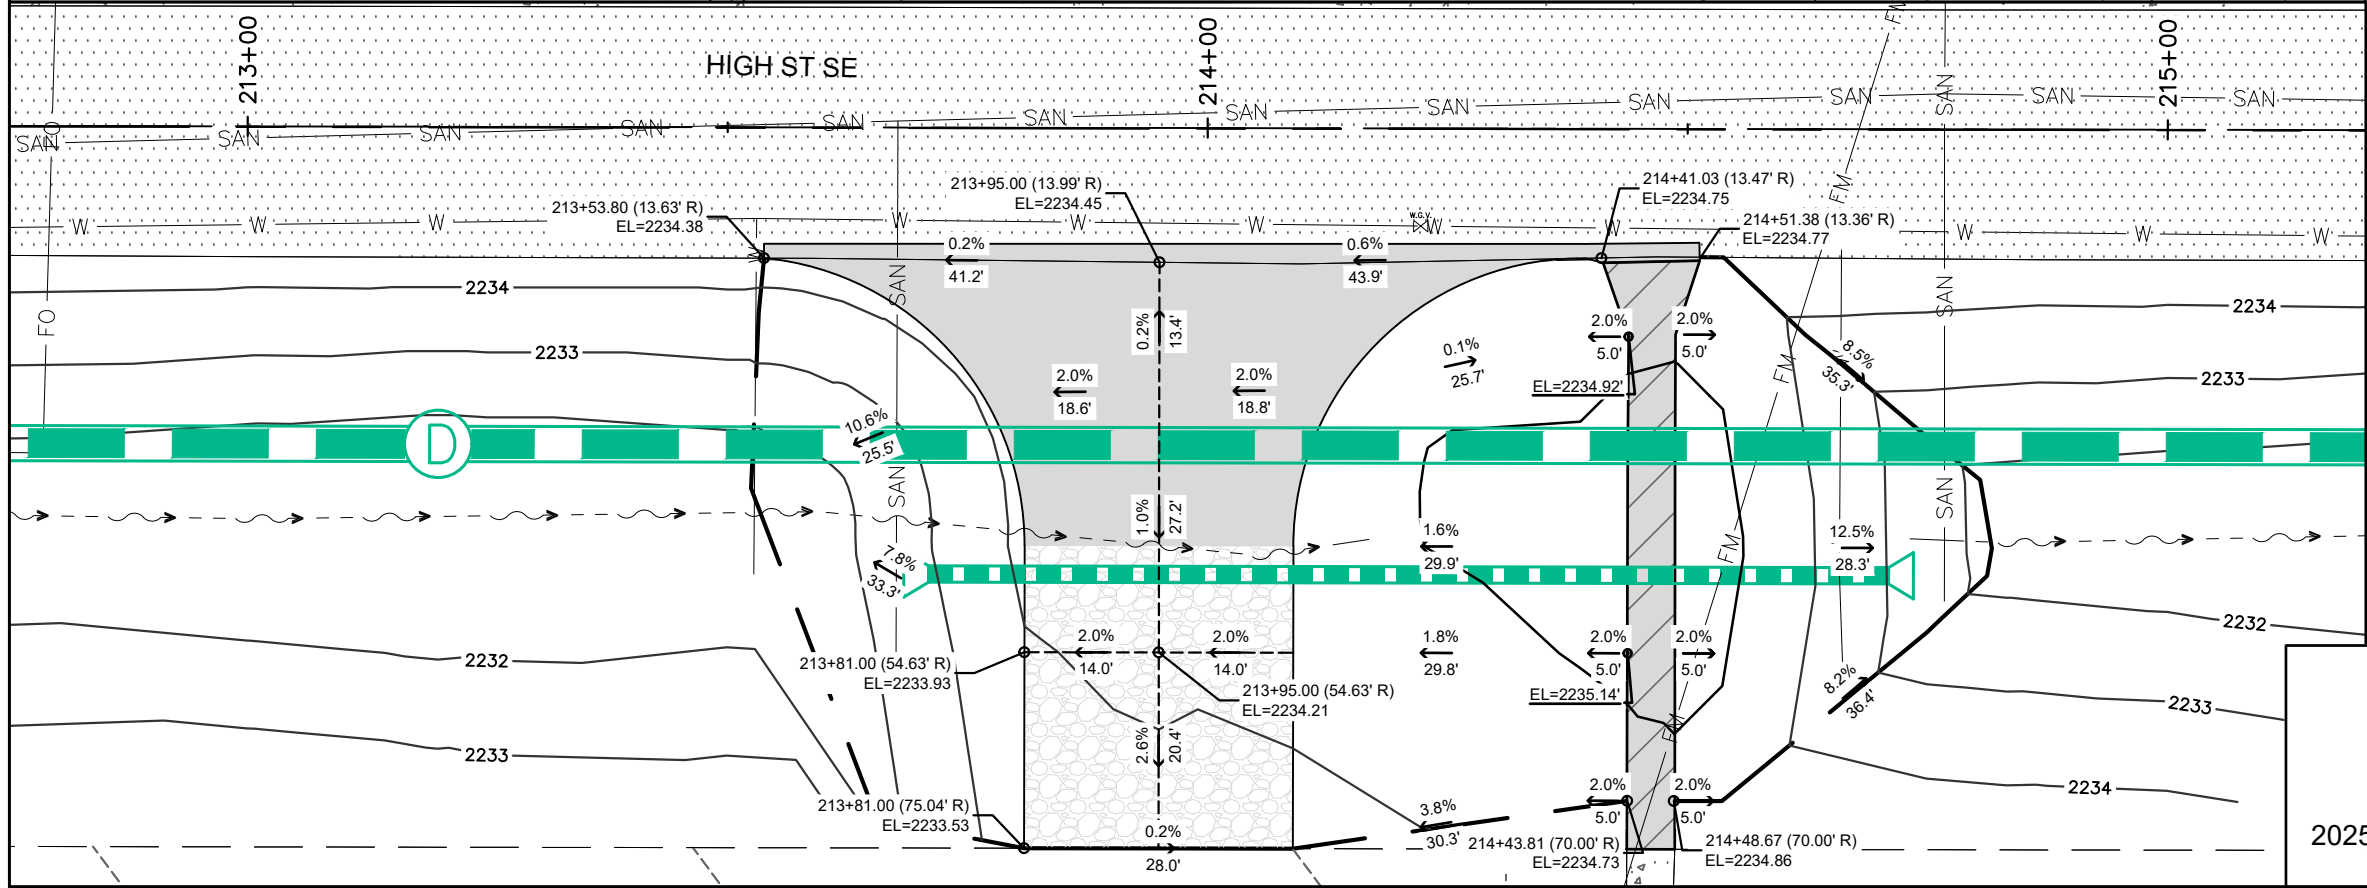 HIGH ST SE
213+00
214+00
215+00
FO
SAN
SAN
SAN
SAN
SAN
SAN
SAN
SAN
SAN
SAN
SAN
SAN
SAN
FM
FM
213+95.00 (13.99' R)
EL=2234.45
214+41.03 (13.47' R)
EL=2234.75
213+53.80 (13.63' R)
EL=2234.38
214+51.38 (13.36' R)
EL=2234.77
W
W
W
W
W
W
W.G.V.
W
W
W
W
W
W
0.2%
41.2'
0.6%
43.9'
2234
2234
SAN
SAN
FO
0.2%
13.4'
2.0%
5.0'
2.0%
5.0'
2233
0.1%
25.7'
8.5%
35.3'
FM
2233
2.0%
18.6'
2.0%
18.8'
EL=2234.92'
10.6%
25.5'
D
SAN
SAN
1.0%
27.2'
1.6%
29.9'
FM
12.5%
28.3'
7.8%
33.3'
2232
2232
2.0%
14.0'
2.0%
14.0'
1.8%
29.8'
2.0%
5.0'
2.0%
5.0'
213+81.00 (54.63' R)
EL=2233.93
213+95.00 (54.63' R)
EL=2234.21
EL=2235.14'
8.2%
36.4'
2233
2233
2.6%
20.4'
FM
2234
213+81.00 (75.04' R)
EL=2233.53
0.2%
28.0'
3.8%
30.3'
2.0%
5.0'
2.0%
5.0'
214+43.81 (70.00' R)
EL=2234.73
214+48.67 (70.00' R)
EL=2234.86
2025